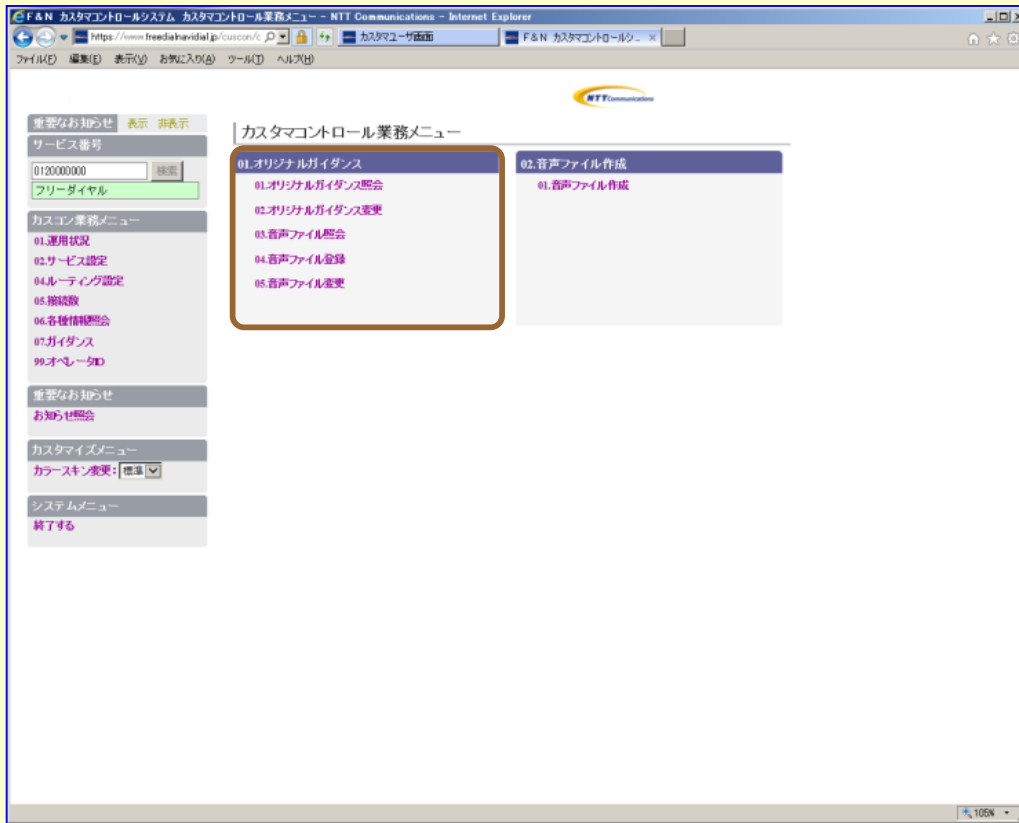 F&N カスタマコントロールシステム カスタマコントロール業務メニュー - NTT Communications - Internet Explorer
https://www.freedialnavidial.jp/cuscon/c
カスタマユーザ画面
F&N カスタマコントロールシ...
ファイル(F) 編集(E) 表示(V) お気に入り(A) ツール(T) ヘルプ(H)
NTT Communications
重要なお知らせ 表示 非表示
サービス番号
0120000000 検索
フリーダイヤル
カスコン業務メニュー
01.運用状況
02.サービス設定
04.ルーティング設定
05.接続数
06.各種情報照会
07.ガイダンス
99.オペレータID
重要なお知らせ
お知らせ照会
カスタマイズメニュー
カラースキン変更: 標準
システムメニュー
終了する
カスタマコントロール業務メニュー
01.オリジナルガイダンス
01.オリジナルガイダンス照会
02.オリジナルガイダンス変更
03.音声ファイル照会
04.音声ファイル登録
05.音声ファイル変更
02.音声ファイル作成
01.音声ファイル作成
105%